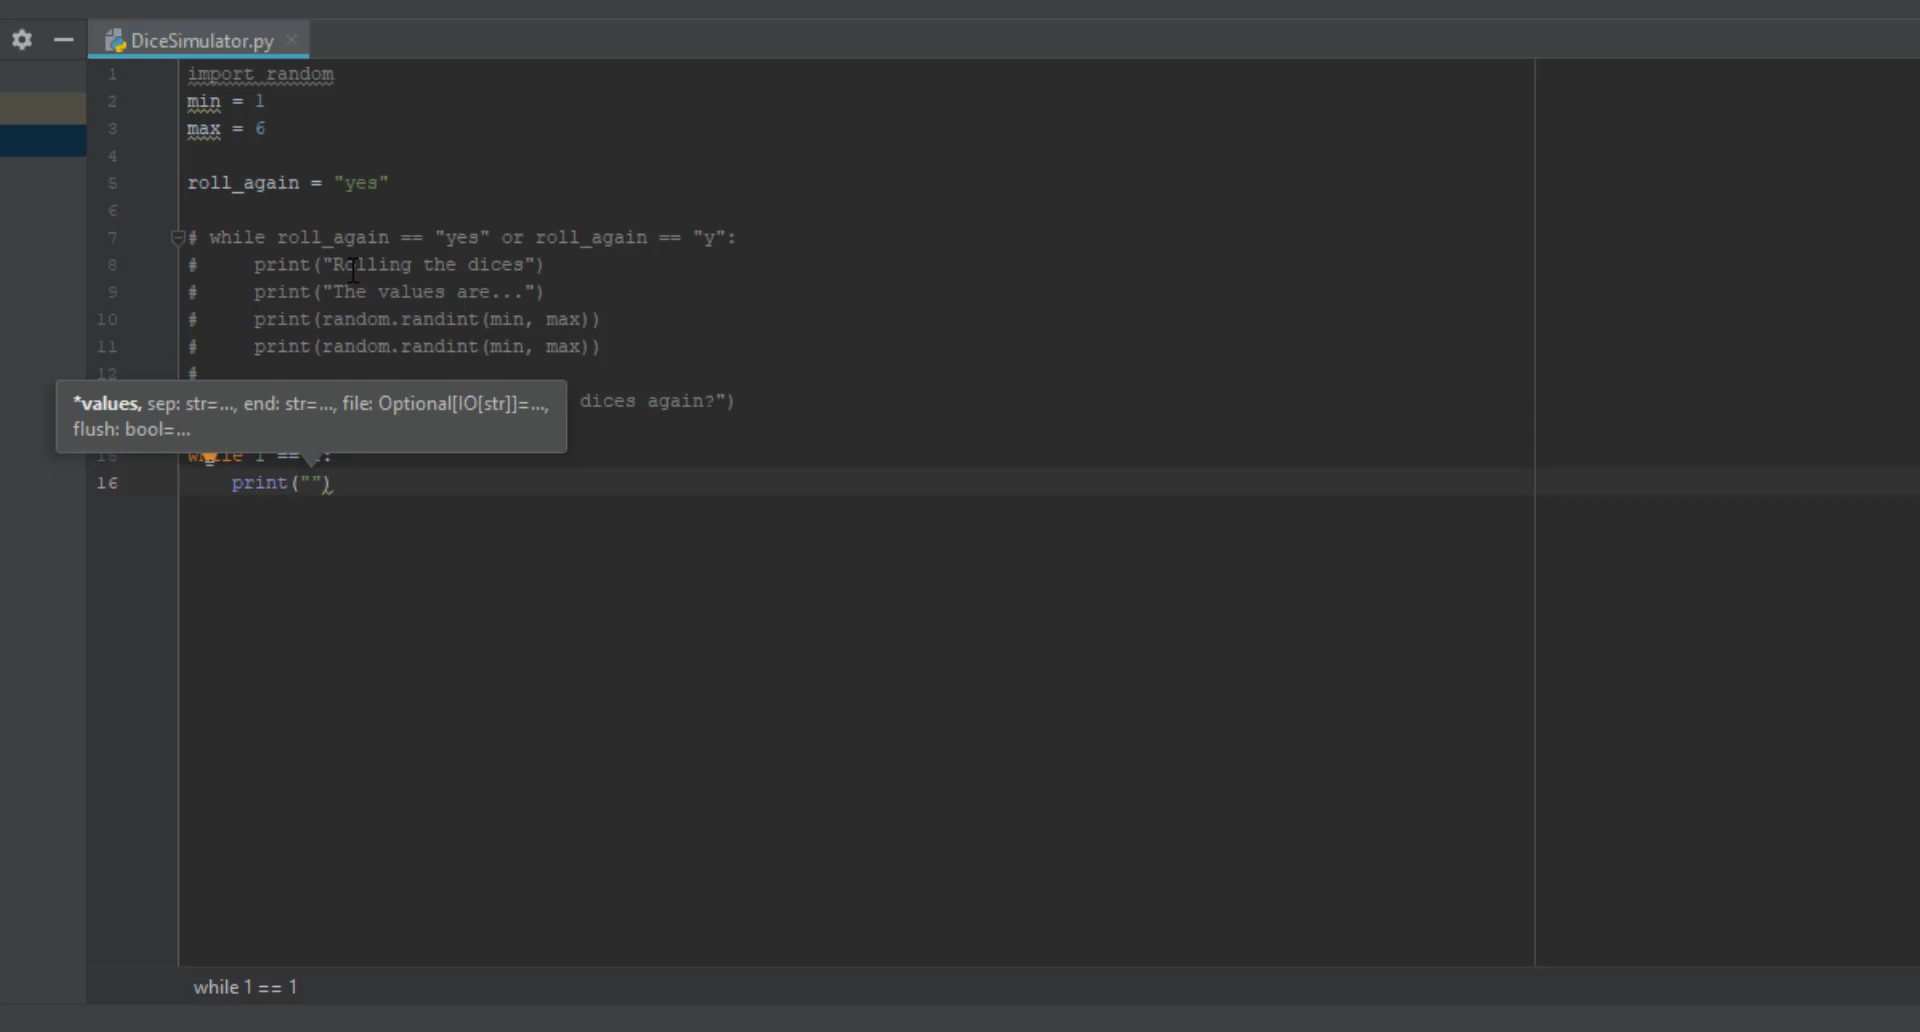 DiceSimulator.py
1 import random
2 min = 1
3 max = 6
4
5 roll_again = "yes"
6
7 # while roll_again == "yes" or roll_again == "y":
8 # print("Rolling the dices")
9 # print("The values are...")
10 # print(random.randint(min, max))
11 # print(random.randint(min, max))
12 #
*values, sep: str=..., end: str=..., file: Optional[IO[str]]=...,
flush: bool=...
dices again?")
15 while 1 == :
16 print("")
while 1 == 1